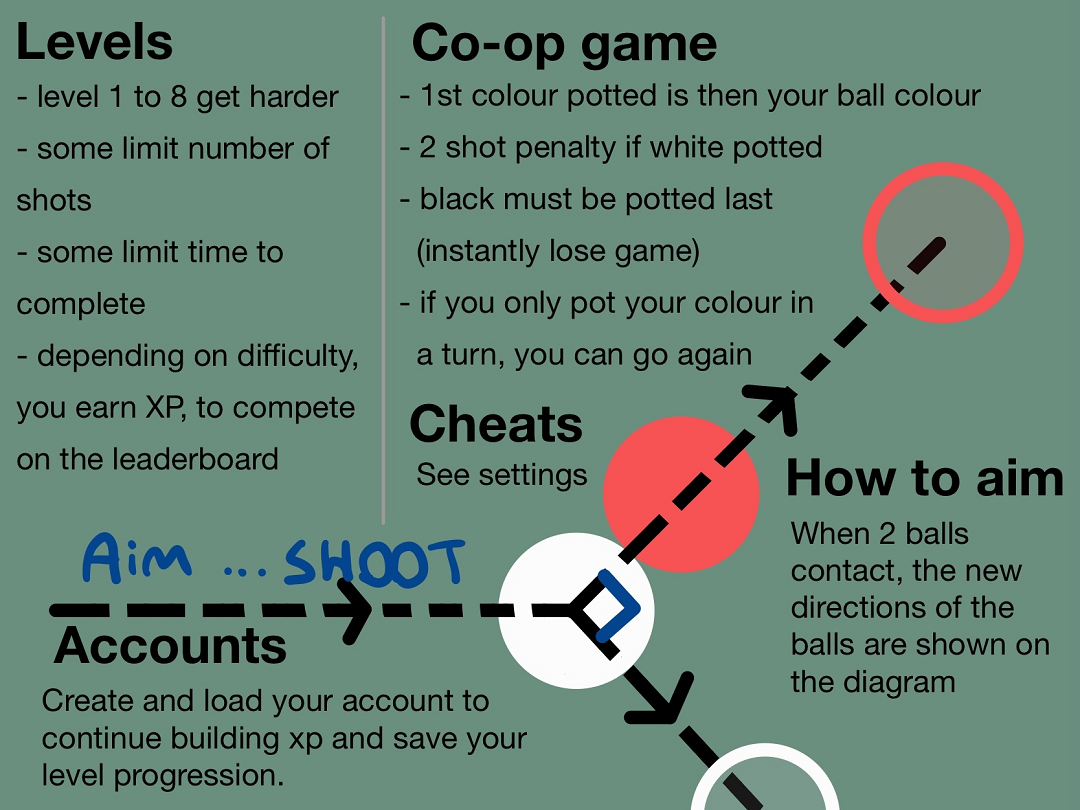 Levels
- level 1 to 8 get harder
- some limit number of
shots
- some limit time to
complete
- depending on difficulty,
you earn XP, to compete
on the leaderboard
Co-op game
- 1st colour potted is then your ball colour
- 2 shot penalty if white potted
- black must be potted last
(instantly lose game)
- if you only pot your colour in
a turn, you can go again
Cheats
See settings
How to aim
When 2 balls
contact, the new
directions of the
balls are shown on
the diagram
Aim ... SHOOT
Accounts
Create and load your account to
continue building xp and save your
level progression.